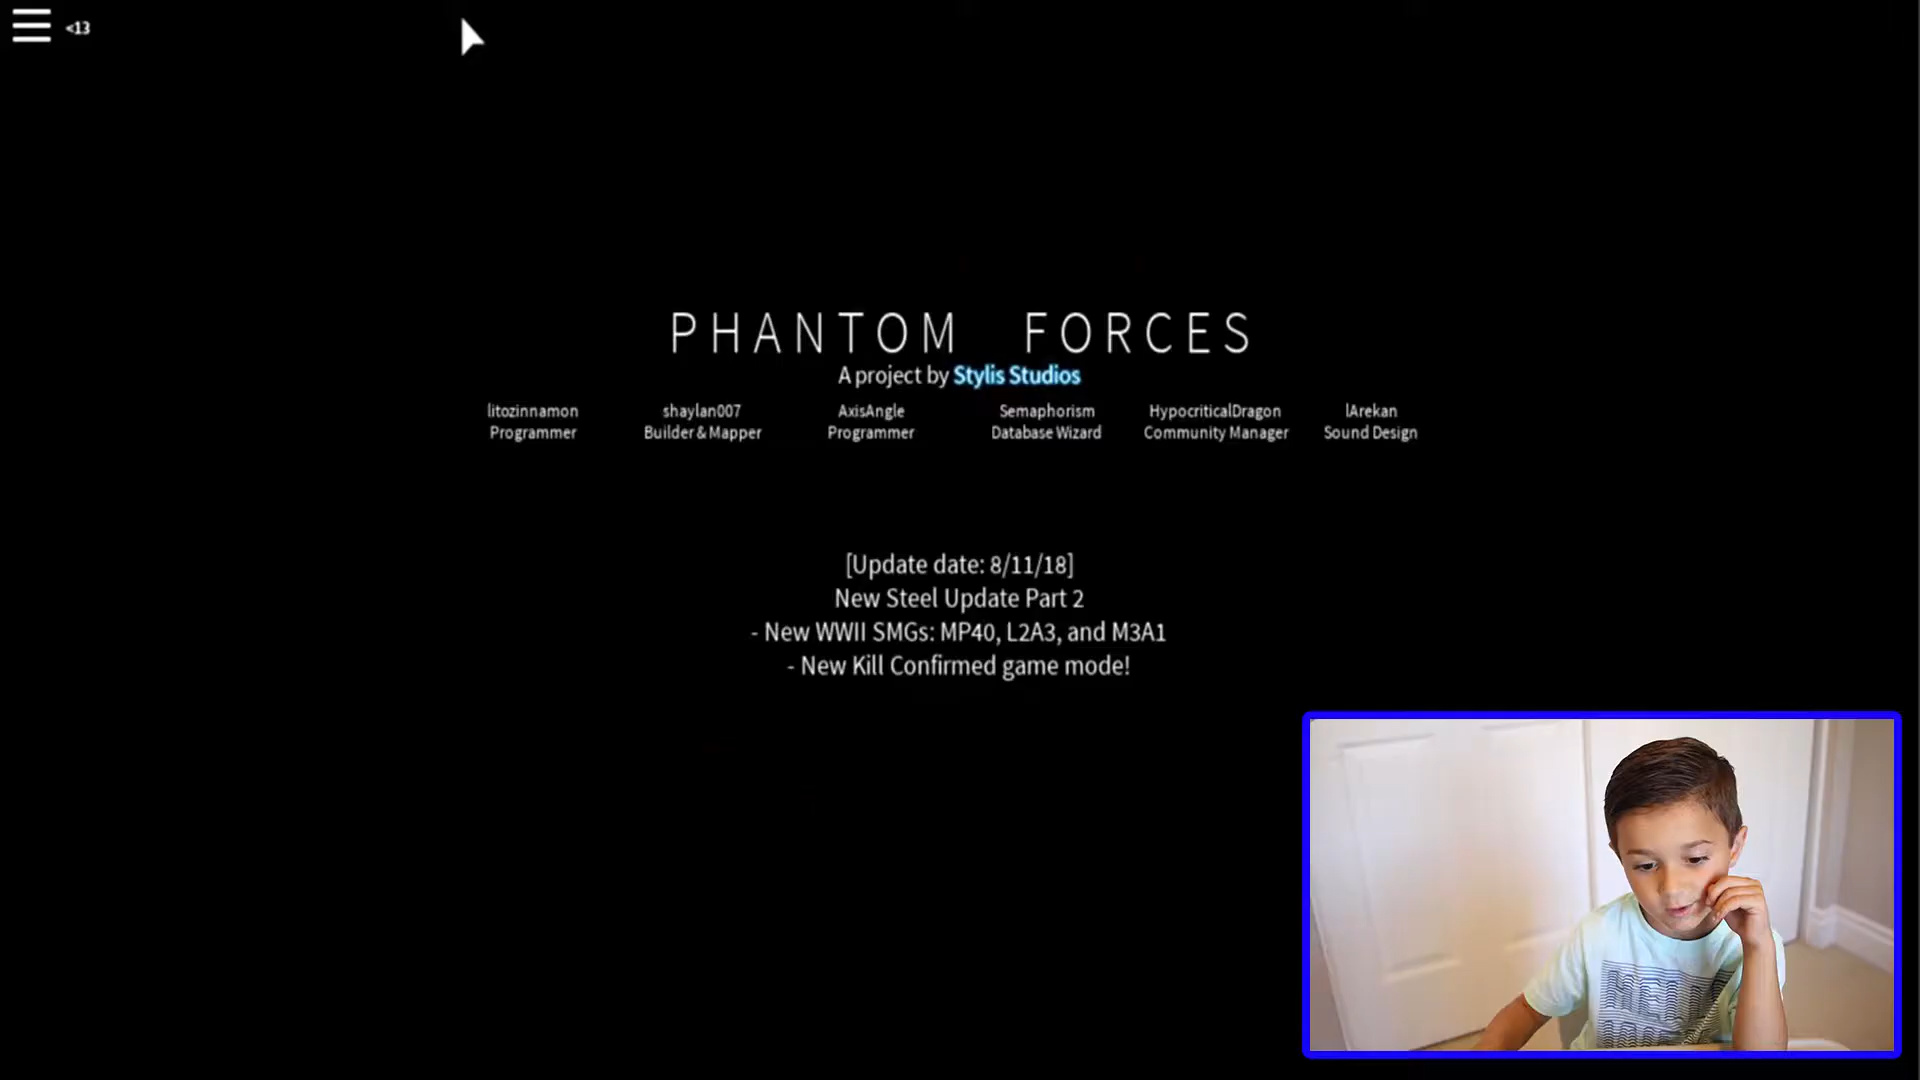 <13
PHANTOM FORCES
A project by Stylis Studios
litozinnamon shaylan007 AxisAngle Semaphorism HypocriticalDragon lArekan
Programmer Builder & Mapper Programmer Database Wizard Community Manager Sound Design
[Update date: 8/11/18]
New Steel Update Part 2
- New WWII SMGs: MP40, L2A3, and M3A1
- New Kill Confirmed game mode!